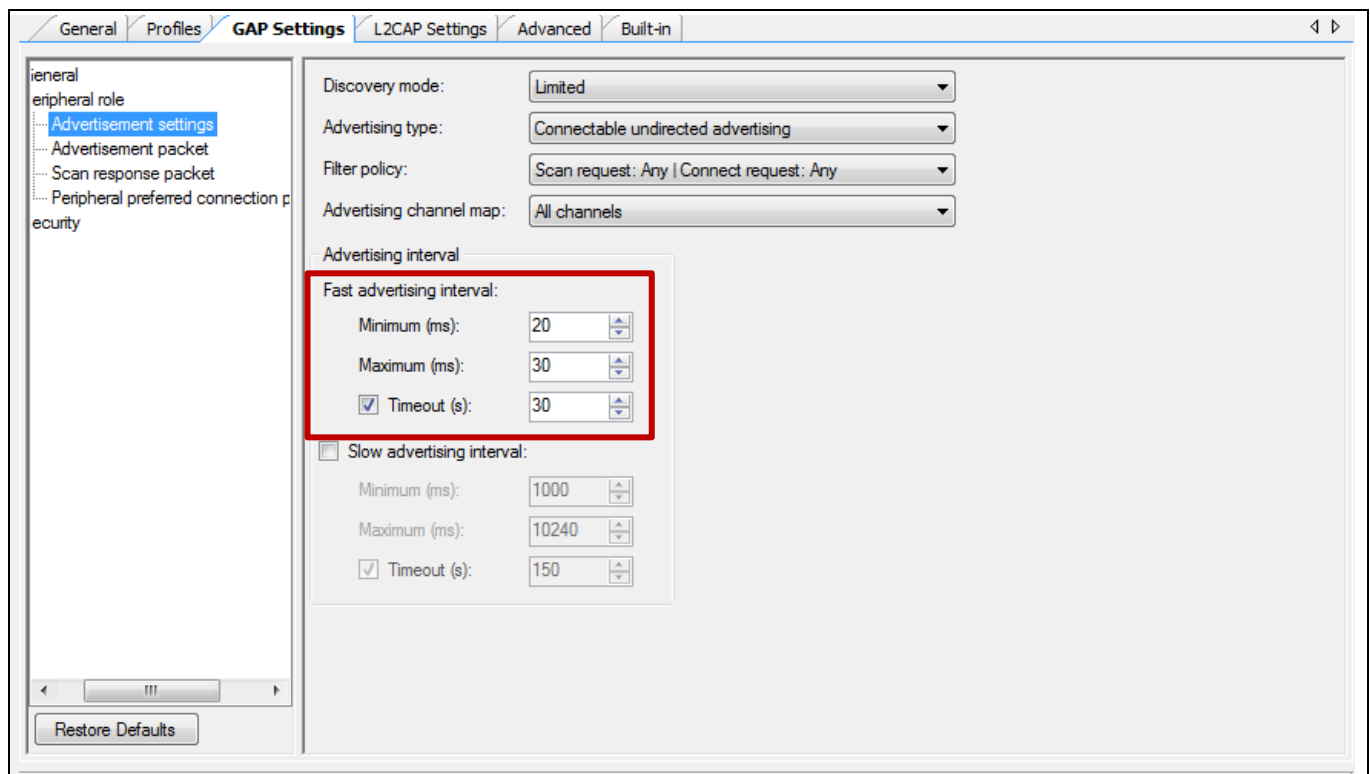 General Profiles GAP Settings L2CAP Settings Advanced Built-in
ieneral
eripheral role
Advertisement settings
Advertisement packet
Scan response packet
Peripheral preferred connection p
ecurity
Restore Defaults
Discovery mode: Limited
Advertising type: Connectable undirected advertising
Filter policy: Scan request: Any | Connect request: Any
Advertising channel map: All channels
Advertising interval
Fast advertising interval:
Minimum (ms): 20
Maximum (ms): 30
Timeout (s): 30
Slow advertising interval:
Minimum (ms): 1000
Maximum (ms): 10240
Timeout (s): 150